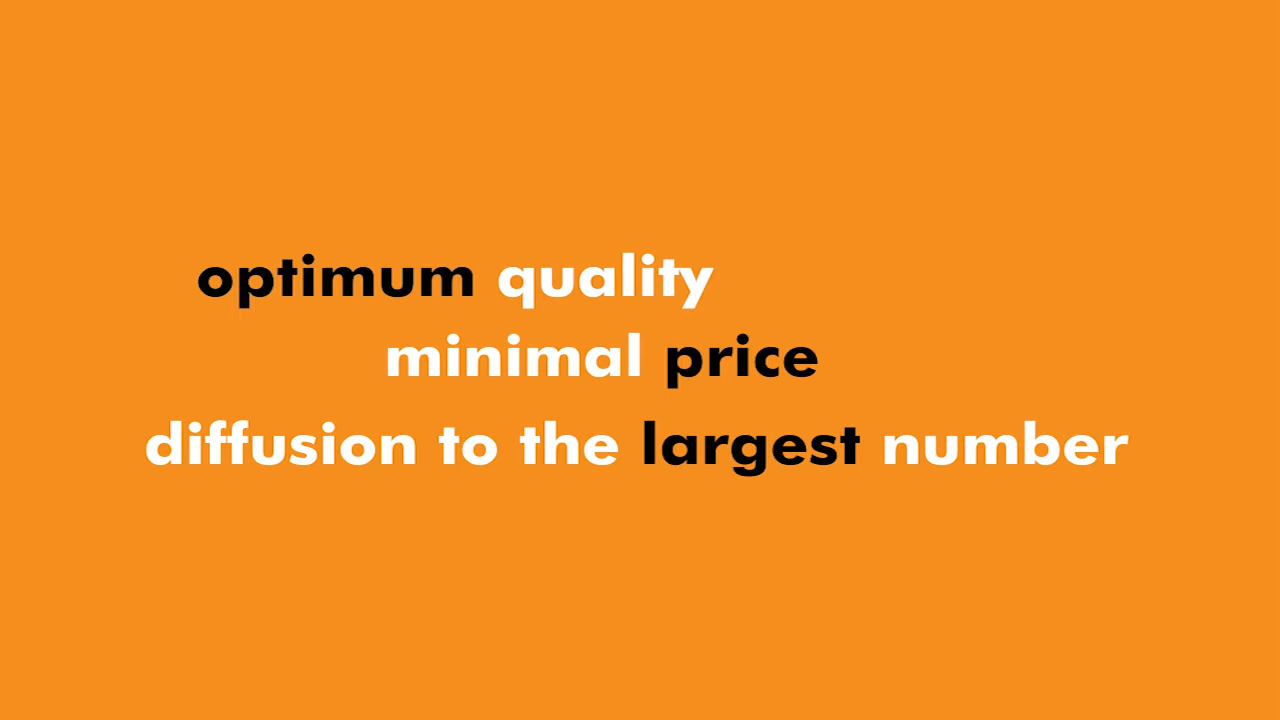 optimum quality
minimal price
diffusion to the largest number